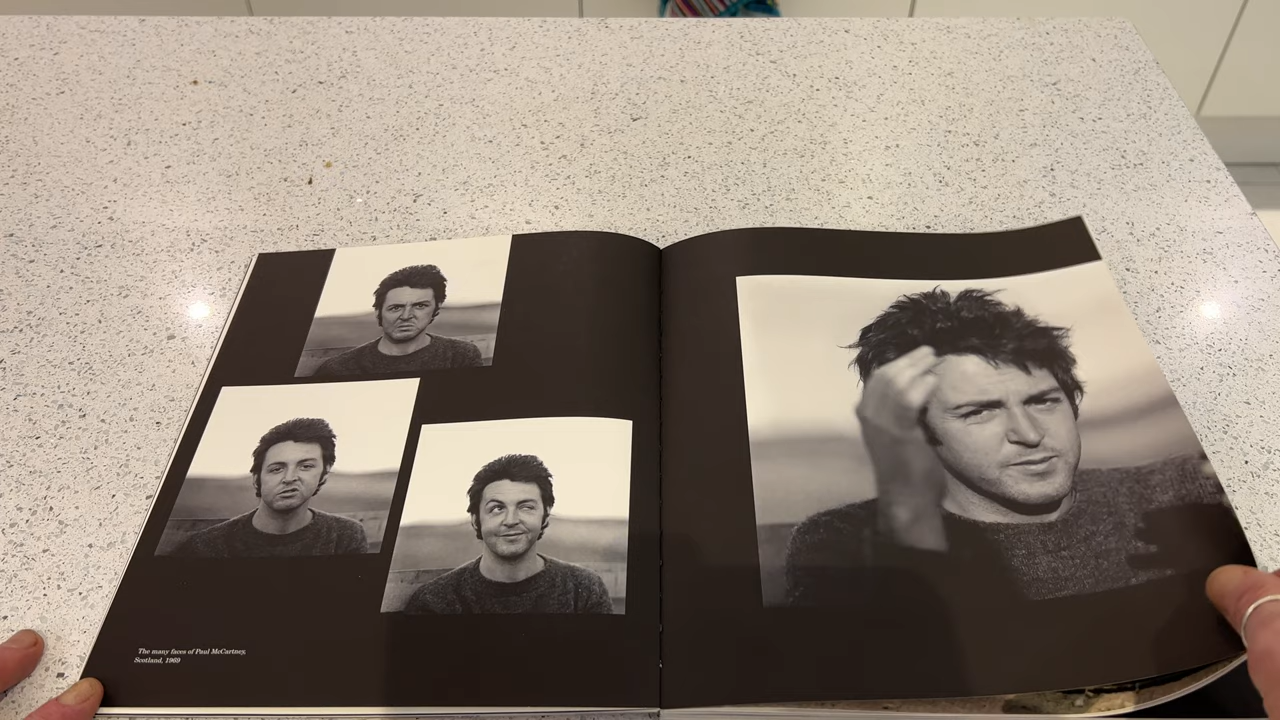 The many faces of Paul McCartney,
Scotland, 1969